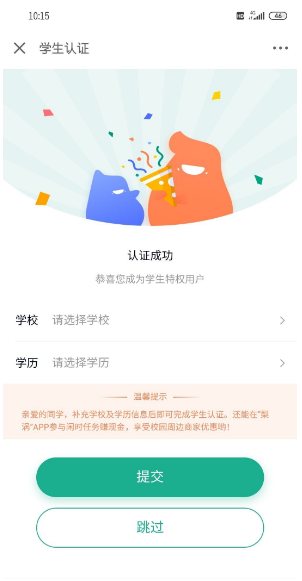 10:15
HD 4G 46
学生认证
认证成功
恭喜您成为学生特权用户
学校 请选择学校
学历 请选择学历
温馨提示
亲爱的同学，补充学校及学历信息后即可完成学生认证。还能在“梨
涡”APP参与闲时任务赚现金，享受校园周边商家优惠哟！
提交
跳过